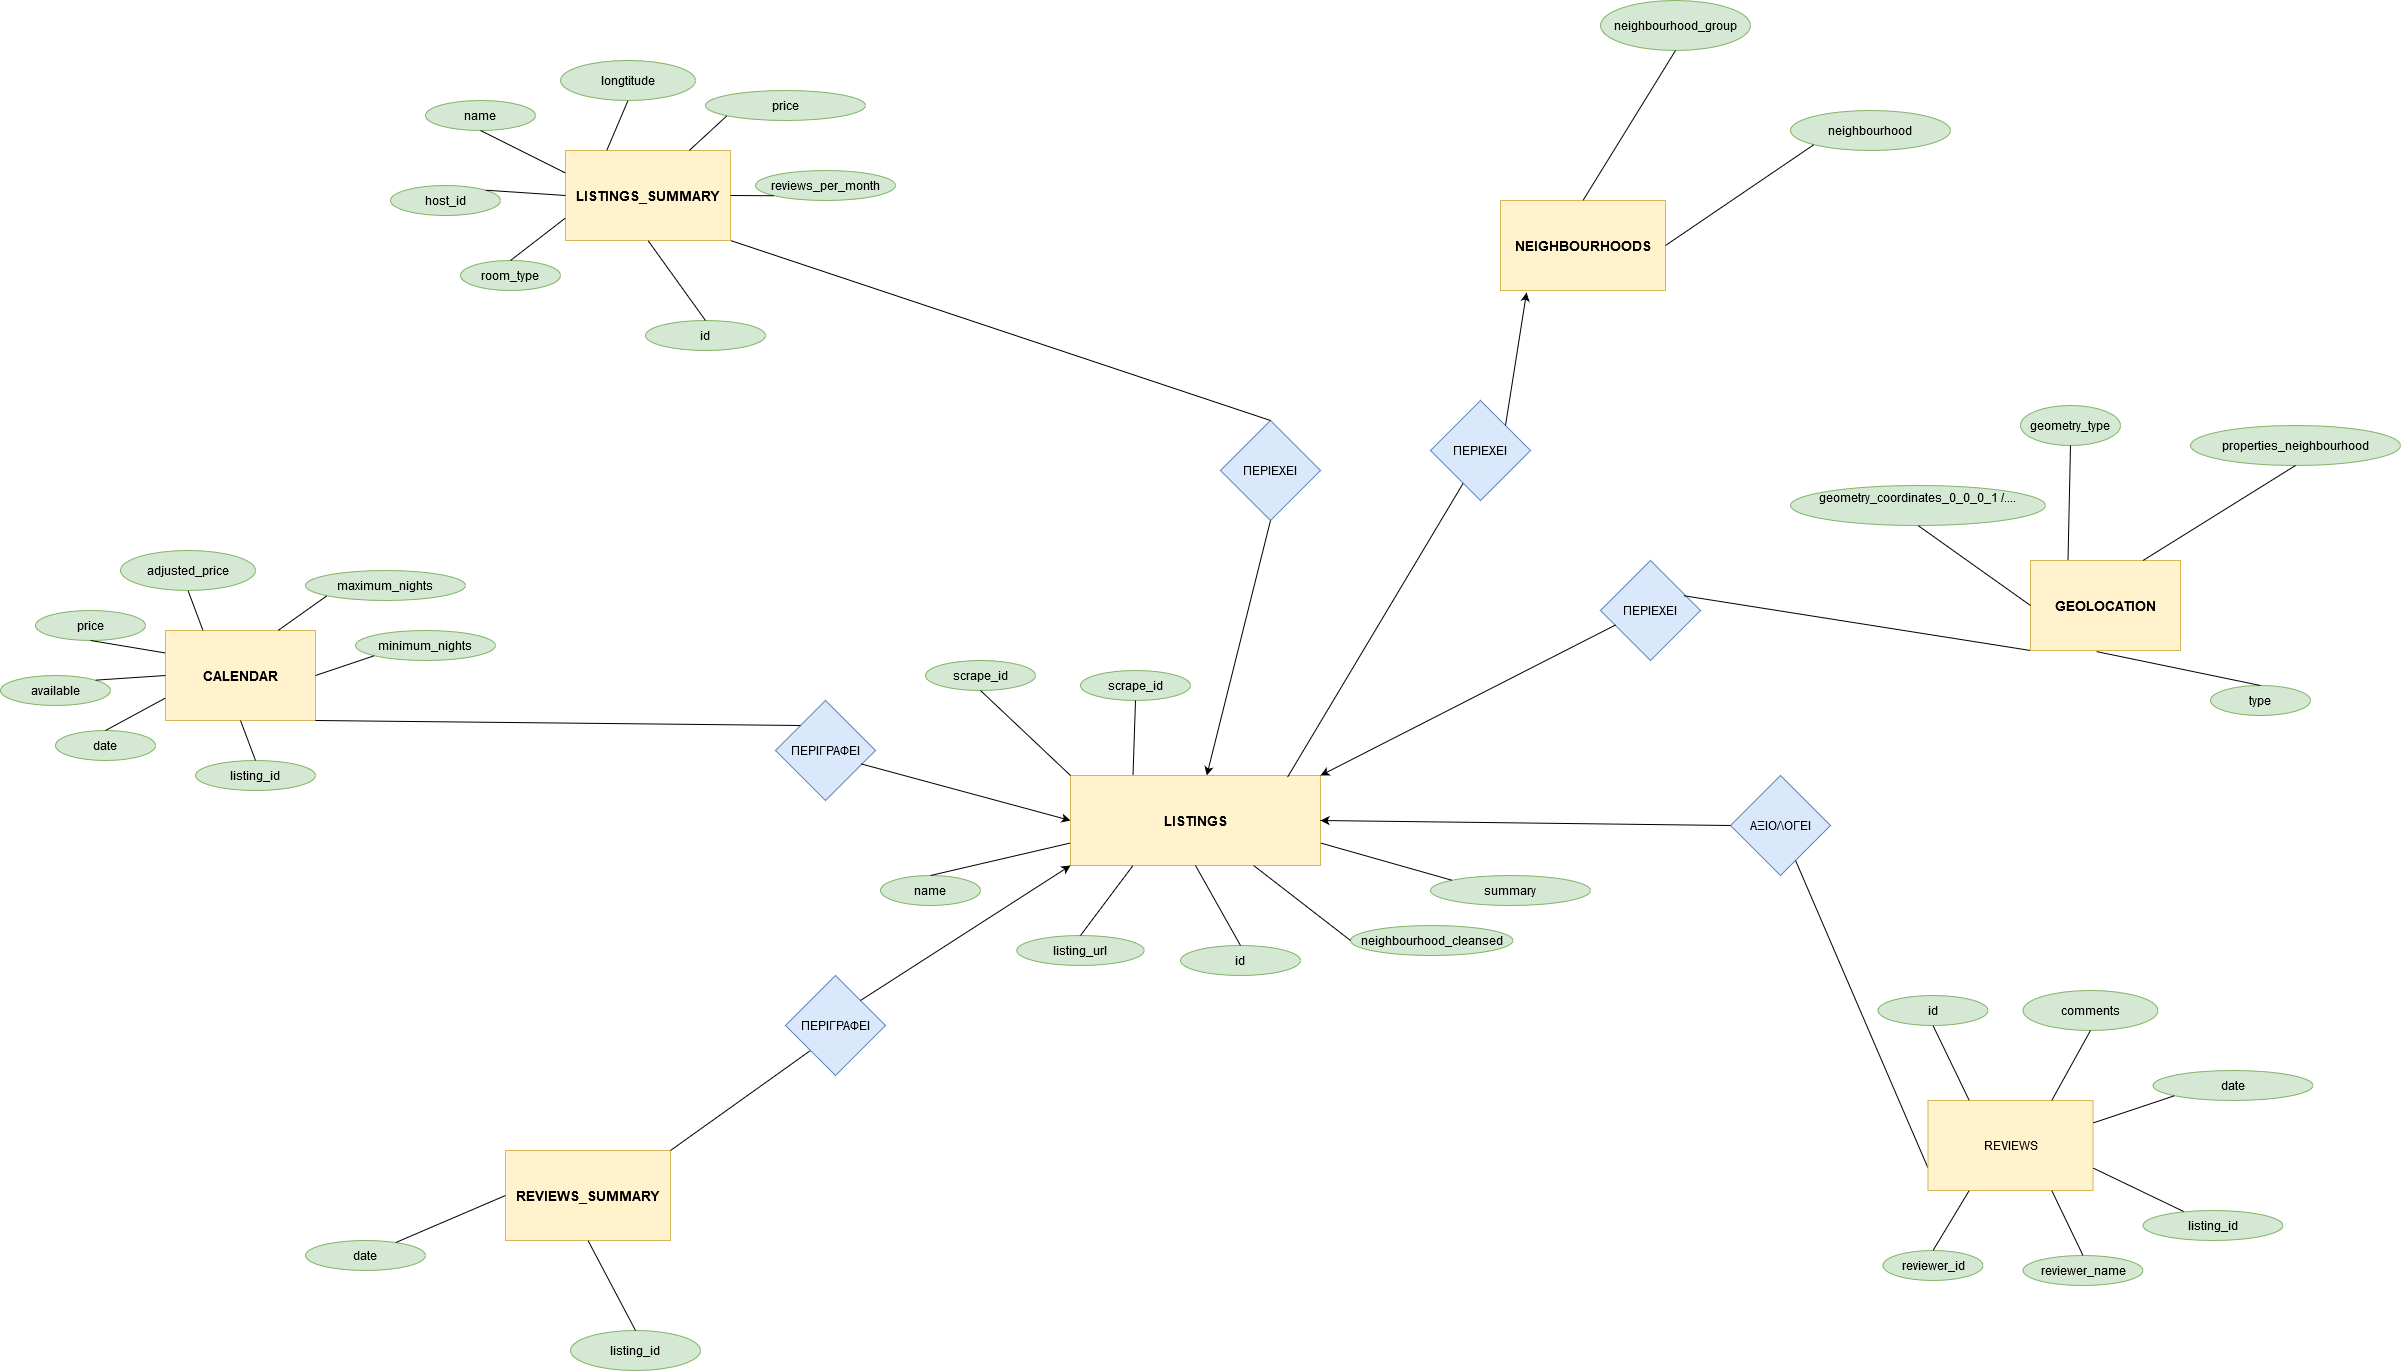 neighbourhood_group
longtitude
price
name
neighbourhood
reviews_per_month
LISTINGS_SUMMARY
host_id
NEIGHBOURHOODS
room_type
id
geometry_type
properties_neighbourhood
ΠΕΡΙΕΧΕΙ
ΠΕΡΙΕΧΕΙ
geometry_coordinates_0_0_0_1 /....
adjusted_price
maximum_nights
ΠΕΡΙΕΧΕΙ
GEOLOCATION
price
minimum_nights
CALENDAR
scrape_id
scrape_id
available
type
date
ΠΕΡΙΓΡΑΦΕΙ
listing_id
LISTINGS
ΑΞΙΟΛΟΓΕΙ
name
summary
listing_url
neighbourhood_cleansed
id
id
comments
ΠΕΡΙΓΡΑΦΕΙ
date
REVIEWS
REVIEWS_SUMMARY
listing_id
date
reviewer_id
reviewer_name
listing_id